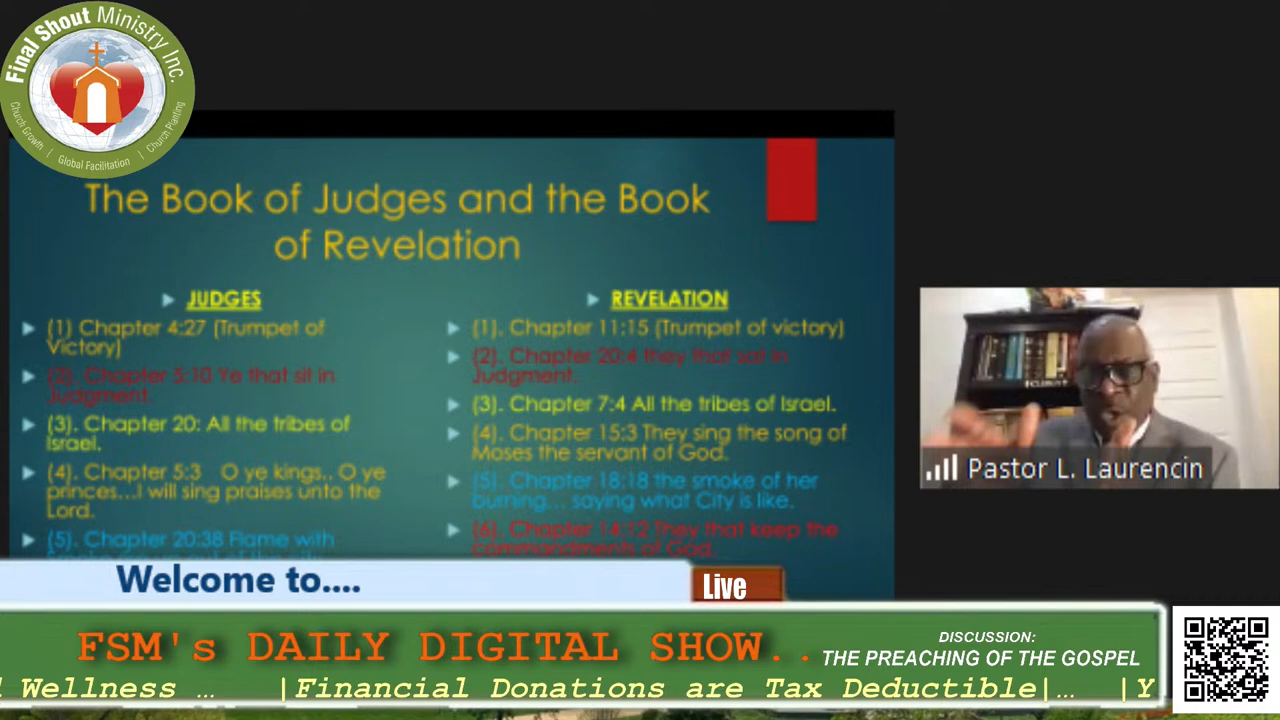 Final Shout Ministry Inc.
Church Growth | Global Facilitation | Church Planting
The Book of Judges and the Book
of Revelation
JUDGES
(1) Chapter 4:27 (Trumpet of
Victory)
(2). Chapter 5:10 Ye that sit in
Judgment.
(3). Chapter 20: All the tribes of
Israel.
(4). Chapter 5:3 O ye kings.. O ye
princes...I will sing praises unto the
Lord.
(5). Chapter 20:38 Flame with
REVELATION
(1). Chapter 11:15 (Trumpet of victory)
(2). Chapter 20:4 they that sat in
Judgment.
(3). Chapter 7:4 All the tribes of Israel.
(4). Chapter 15:3 They sing the song of
Moses the servant of God.
(5). Chapter 18:18 the smoke of her
burning... saying what City is like.
(6). Chapter 14:12 They that keep the
commandments of God.
Pastor L. Laurencin
Welcome to....
Live
FSM's DAILY DIGITAL SHOW..
DISCUSSION:
THE PREACHING OF THE GOSPEL
d Wellness … |Financial Donations are Tax Deductible|… |Y